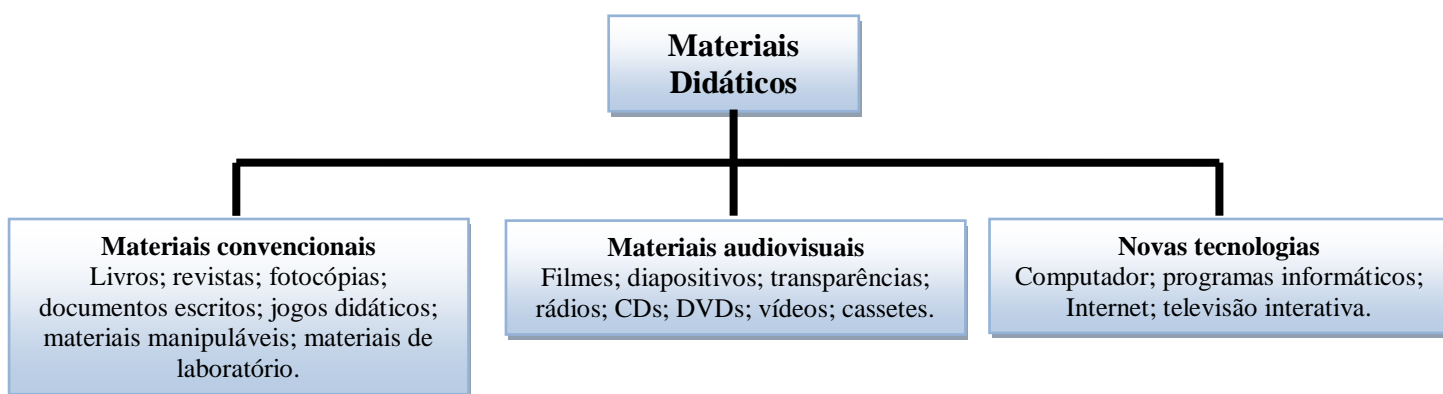 Materiais
Didáticos
Materiais convencionais
Livros; revistas; fotocópias;
documentos escritos; jogos didáticos;
materiais manipuláveis; materiais de
laboratório.
Materiais audiovisuais
Filmes; diapositivos; transparências;
rádios; CDs; DVDs; vídeos; cassetes.
Novas tecnologias
Computador; programas informáticos;
Internet; televisão interativa.